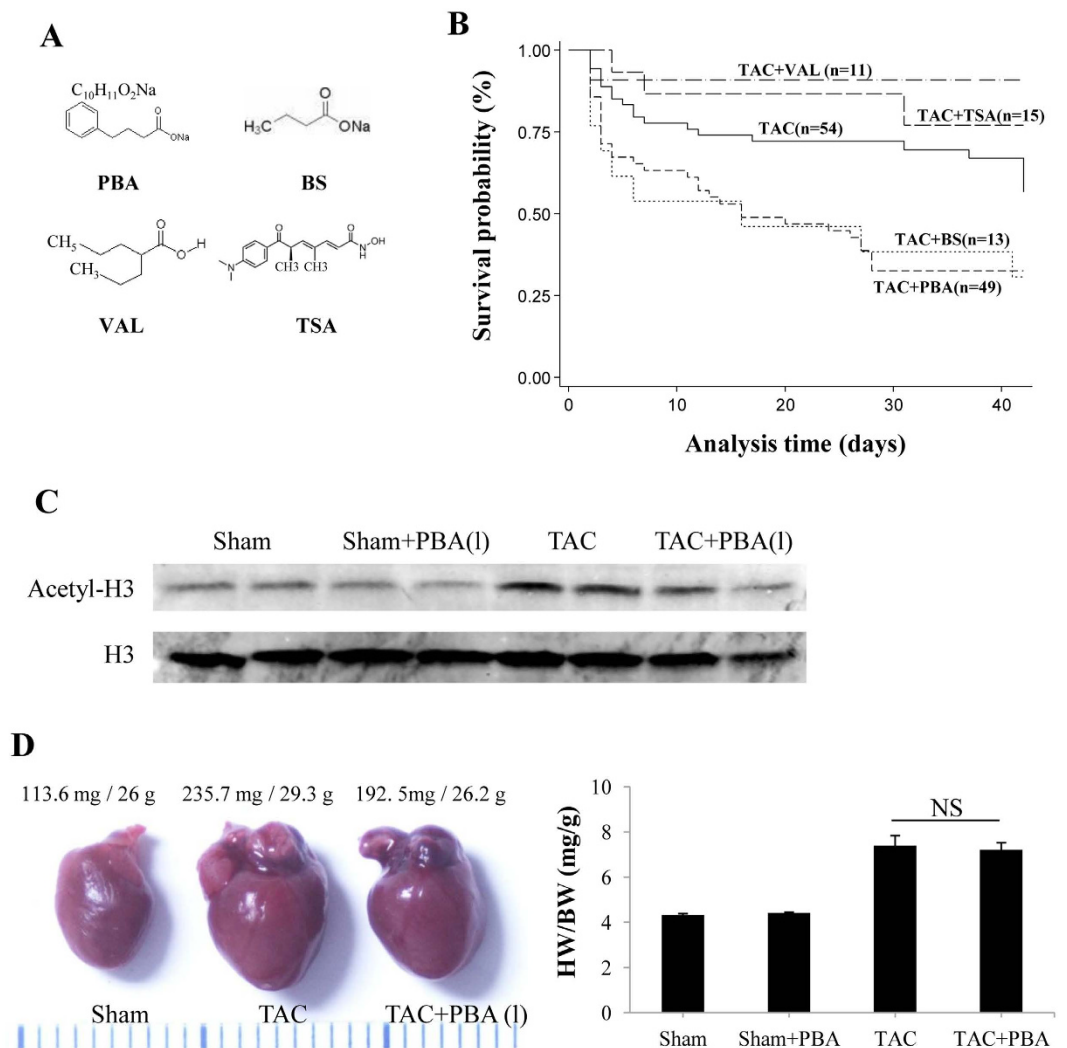 A
C10H11O2Na
O
ONa
PBA
O
H3C
ONa
BS
CH3
CH3
O
O
H
VAL
O
O
N
H
OH
N
CH3
CH3
TSA
B
Survival probability (%)
1.00
0.75
0.50
0.25
0.00
TAC+VAL (n=11)
TAC+TSA(n=15)
TAC(n=54)
TAC+BS(n=13)
TAC+PBA(n=49)
0 10 20 30 40
Analysis time (days)
C
Sham Sham+PBA(l) TAC TAC+PBA(l)
Acetyl-H3
H3
D
113.6 mg / 26 g 235.7 mg / 29.3 g 192. 5mg / 26.2 g
Sham TAC TAC+PBA (l)
HW/BW (mg/g)
10
8
6
4
2
0
NS
Sham Sham+PBA TAC TAC+PBA